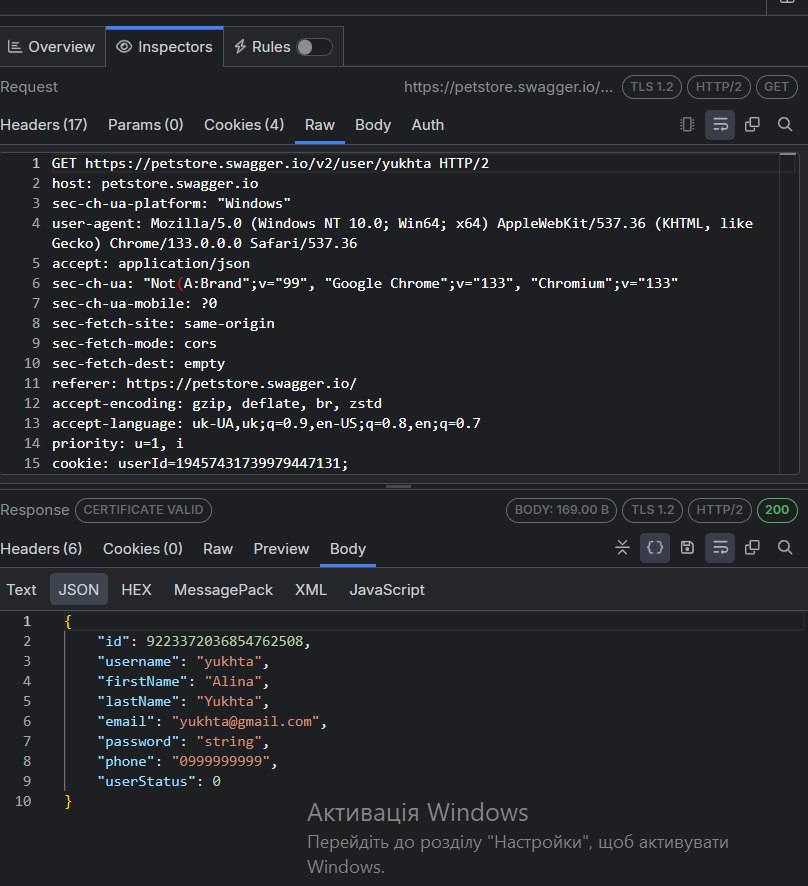 Overview Inspectors Rules
Request https://petstore.swagger.io/... TLS 1.2 HTTP/2 GET
Headers (17) Params (0) Cookies (4) Raw Body Auth
1 GET https://petstore.swagger.io/v2/user/yukhta HTTP/2
2 host: petstore.swagger.io
3 sec-ch-ua-platform: "Windows"
4 user-agent: Mozilla/5.0 (Windows NT 10.0; Win64; x64) AppleWebKit/537.36 (KHTML, like
Gecko) Chrome/133.0.0.0 Safari/537.36
5 accept: application/json
6 sec-ch-ua: "Not(A:Brand";v="99", "Google Chrome";v="133", "Chromium";v="133"
7 sec-ch-ua-mobile: ?0
8 sec-fetch-site: same-origin
9 sec-fetch-mode: cors
10 sec-fetch-dest: empty
11 referer: https://petstore.swagger.io/
12 accept-encoding: gzip, deflate, br, zstd
13 accept-language: uk-UA,uk;q=0.9,en-US;q=0.8,en;q=0.7
14 priority: u=1, i
15 cookie: userId=19457431739979447131;
Response CERTIFICATE VALID BODY: 169.00 B TLS 1.2 HTTP/2 200
Headers (6) Cookies (0) Raw Preview Body
Text JSON HEX MessagePack XML JavaScript
1 {
2 "id": 9223372036854762508,
3 "username": "yukhta",
4 "firstName": "Alina",
5 "lastName": "Yukhta",
6 "email": "yukhta@gmail.com",
7 "password": "string",
8 "phone": "0999999999",
9 "userStatus": 0
10 }
Активація Windows
Перейдіть до розділу "Настройки", щоб активувати
Windows.